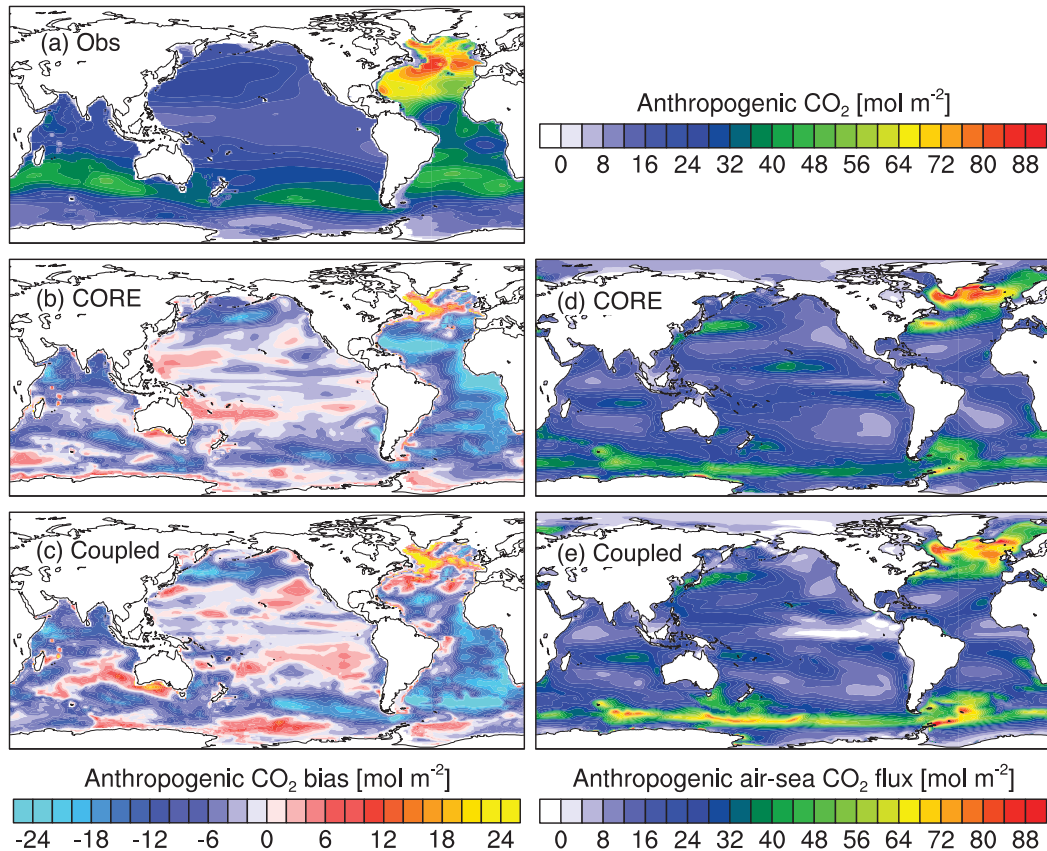 (a) Obs
Anthropogenic CO₂ [mol m⁻²]
0 8 16 24 32 40 48 56 64 72 80 88
(b) CORE
(d) CORE
(c) Coupled
(e) Coupled
Anthropogenic CO₂ bias [mol m⁻²]
-24 -18 -12 -6 0 6 12 18 24
Anthropogenic air-sea CO₂ flux [mol m⁻²]
0 8 16 24 32 40 48 56 64 72 80 88